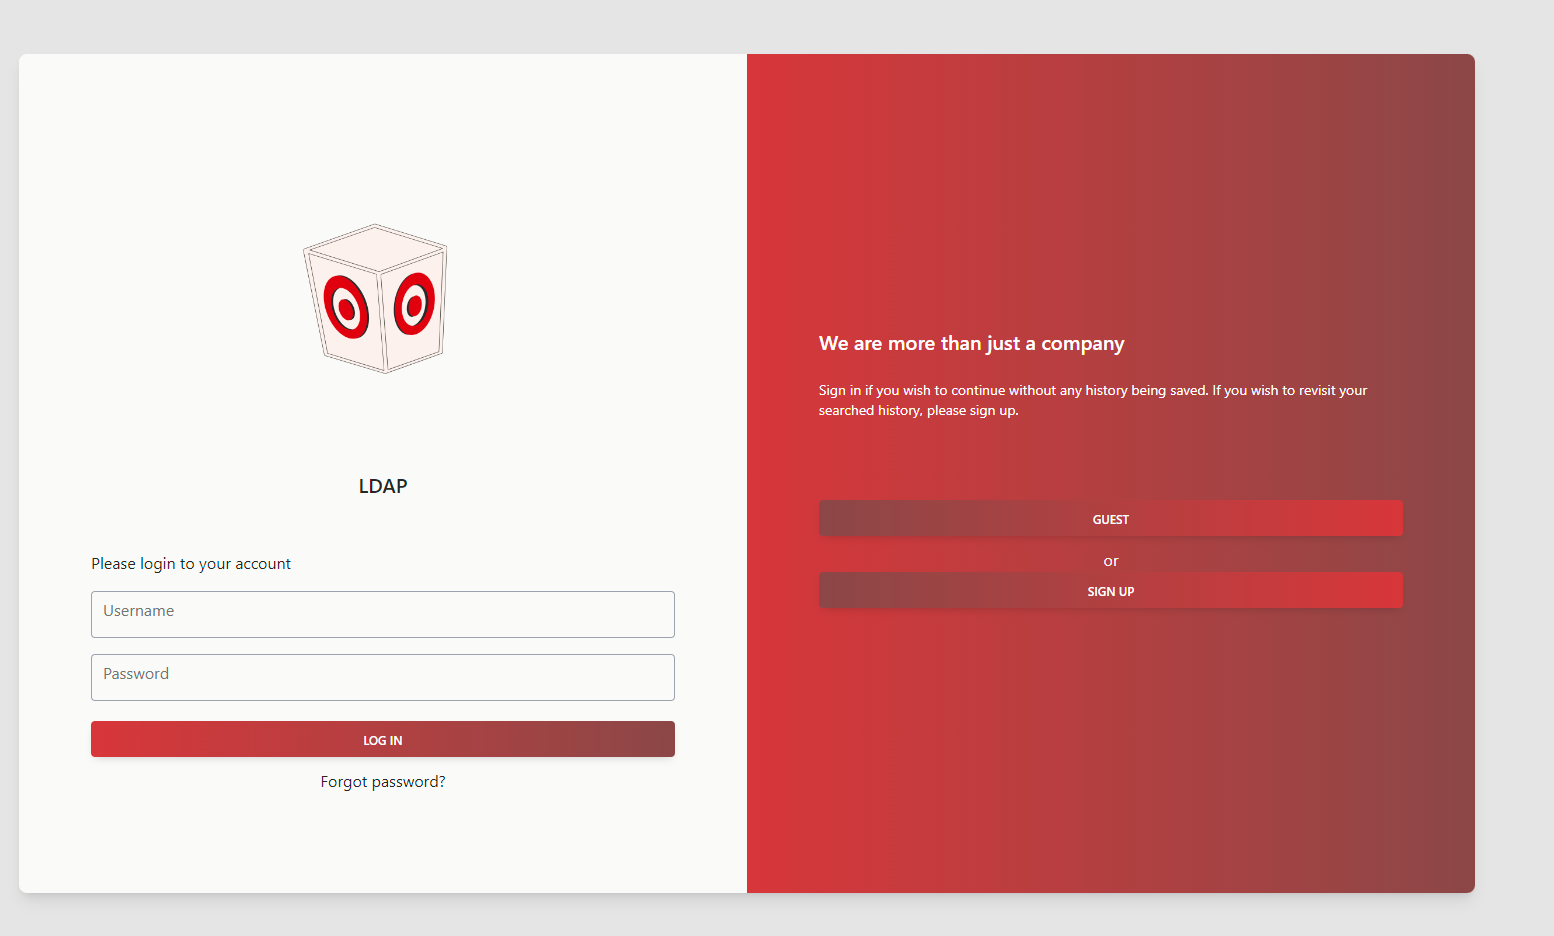 LDAP
Please login to your account
Username
Password
LOG IN
Forgot password?
We are more than just a company
Sign in if you wish to continue without any history being saved. If you wish to revisit your
searched history, please sign up.
GUEST
or
SIGN UP